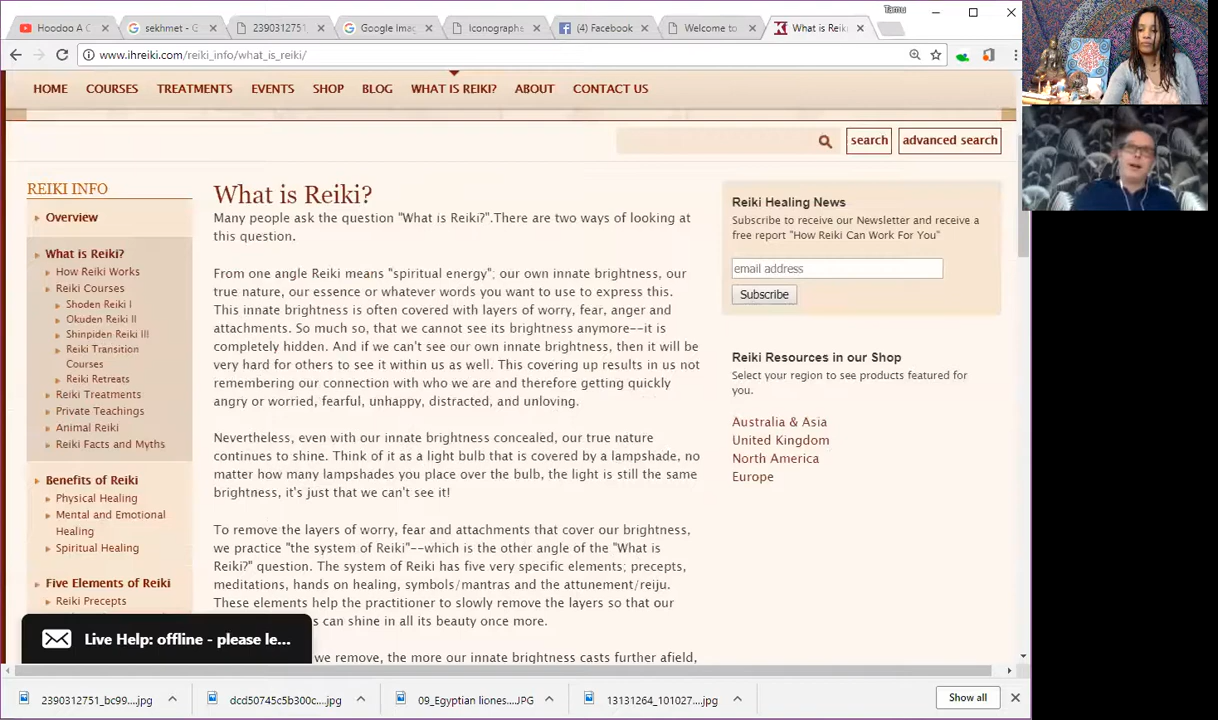 Tamu
Hoodoo A C
sekhmet - G
2390312751
Google Imag
Iconographe
(4) Facebook
Welcome to
What is Reik
www.ihreiki.com/reiki_info/what_is_reiki/
HOME COURSES TREATMENTS EVENTS SHOP BLOG WHAT IS REIKI? ABOUT CONTACT US
search advanced search
REIKI INFO
Overview
What is Reiki?
How Reiki Works
Reiki Courses
Shoden Reiki I
Okuden Reiki II
Shinpiden Reiki III
Reiki Transition
Courses
Reiki Retreats
Reiki Treatments
Private Teachings
Animal Reiki
Reiki Facts and Myths
Benefits of Reiki
Physical Healing
Mental and Emotional
Healing
Spiritual Healing
Five Elements of Reiki
Reiki Precepts
What is Reiki?
Many people ask the question "What is Reiki?".There are two ways of looking at
this question.
From one angle Reiki means "spiritual energy"; our own innate brightness, our
true nature, our essence or whatever words you want to use to express this.
This innate brightness is often covered with layers of worry, fear, anger and
attachments. So much so, that we cannot see its brightness anymore--it is
completely hidden. And if we can't see our own innate brightness, then it will be
very hard for others to see it within us as well. This covering up results in us not
remembering our connection with who we are and therefore getting quickly
angry or worried, fearful, unhappy, distracted, and unloving.
Nevertheless, even with our innate brightness concealed, our true nature
continues to shine. Think of it as a light bulb that is covered by a lampshade, no
matter how many lampshades you place over the bulb, the light is still the same
brightness, it's just that we can't see it!
To remove the layers of worry, fear and attachments that cover our brightness,
we practice "the system of Reiki"--which is the other angle of the "What is
Reiki?" question. The system of Reiki has five very specific elements; precepts,
meditations, hands on healing, symbols/mantras and the attunement/reiju.
These elements help the practitioner to slowly remove the layers so that our
s can shine in all its beauty once more.
we remove, the more our innate brightness casts further afield,
Reiki Healing News
Subscribe to receive our Newsletter and receive a
free report "How Reiki Can Work For You"
email address
Subscribe
Reiki Resources in our Shop
Select your region to see products featured for
you.
Australia & Asia
United Kingdom
North America
Europe
Live Help: offline - please le...
2390312751_bc99....jpg
dcd50745c5b300c....jpg
09_Egyptian liones....JPG
13131264_101027....jpg
Show all